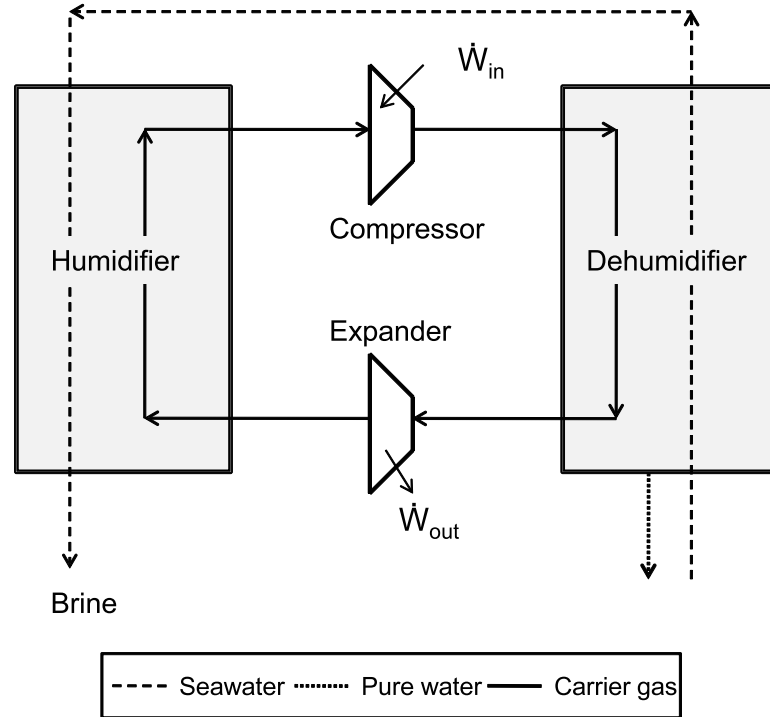 Ẇin
Compressor
Humidifier
Dehumidifier
Expander
Ẇout
Brine
Seawater Pure water Carrier gas